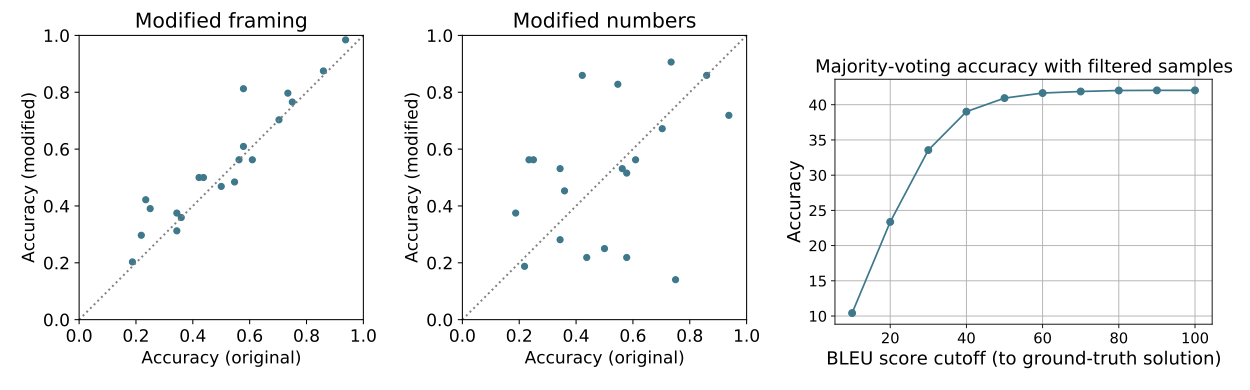 Modified framing
1.0
0.8
0.6
0.4
0.2
0.0
0.0 0.2 0.4 0.6 0.8 1.0
Accuracy (original)
Accuracy (modified)
Modified numbers
1.0
0.8
0.6
0.4
0.2
0.0
0.0 0.2 0.4 0.6 0.8 1.0
Accuracy (original)
Accuracy (modified)
Majority-voting accuracy with filtered samples
40
35
30
25
20
15
10
20 40 60 80 100
BLEU score cutoff (to ground-truth solution)
Accuracy